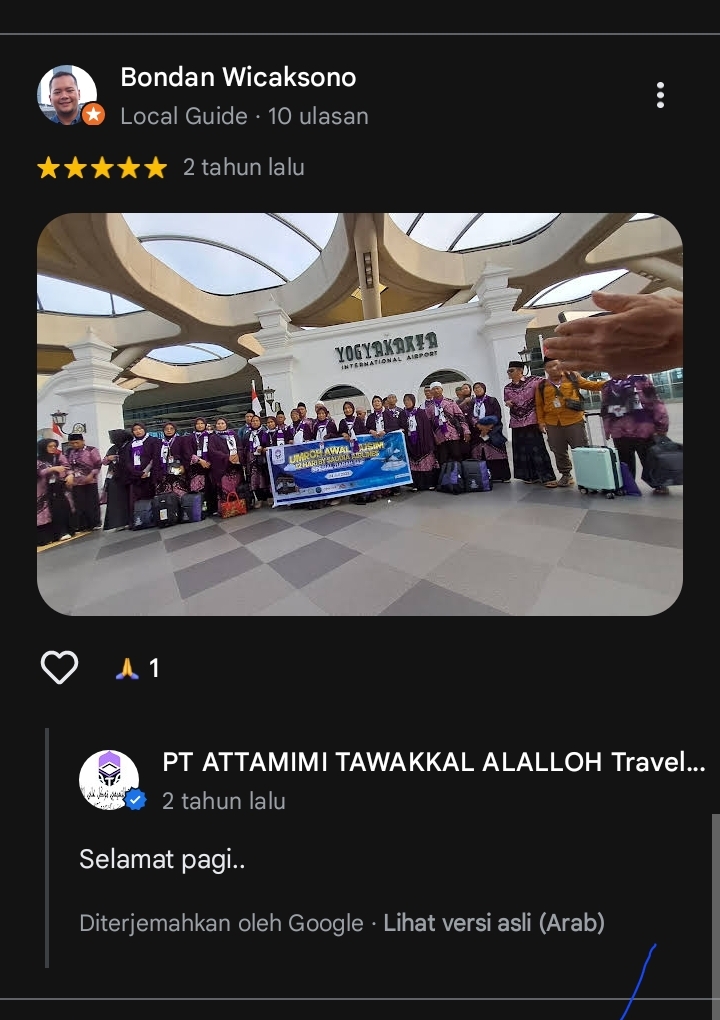 Bondan Wicaksono
Local Guide · 10 ulasan
2 tahun lalu
YOGYAKARTA
INTERNATIONAL AIRPORT
UMROH AWAL MUSIM
12 HARI BY SAUDIA AIRLINES
1
PT ATTAMIMI TAWAKKAL ALALLOH Travel...
2 tahun lalu
Selamat pagi..
Diterjemahkan oleh Google · Lihat versi asli (Arab)